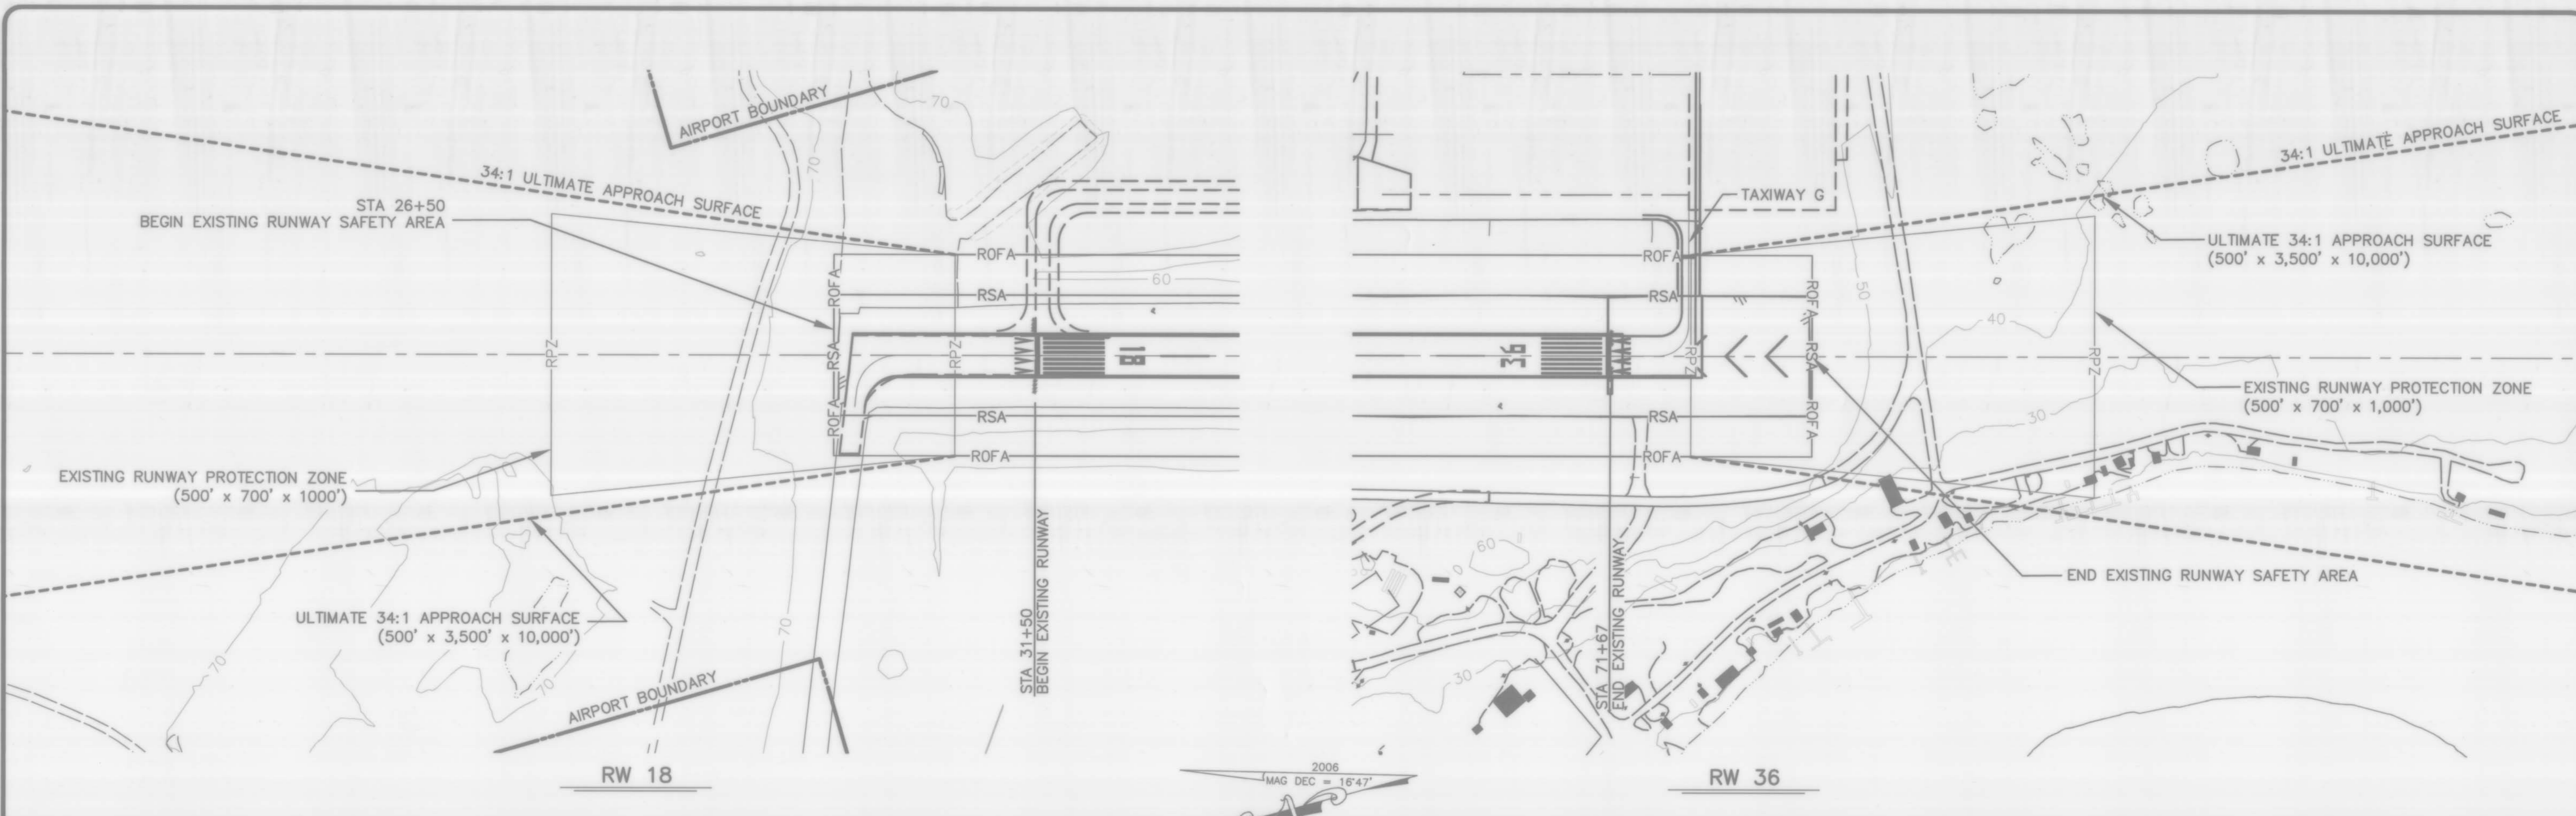 70
AIRPORT BOUNDARY
70
34:1 ULTIMATE APPROACH SURFACE
STA 26+50
BEGIN EXISTING RUNWAY SAFETY AREA
ROFA
ROFA
RSA
60
RPZ
RSA
RPZ
18
ROFA
RSA
ROFA
EXISTING RUNWAY PROTECTION ZONE
(500' x 700' x 1000')
ULTIMATE 34:1 APPROACH SURFACE
(500' x 3,500' x 10,000')
70
70
70
AIRPORT BOUNDARY
STA 31+50
BEGIN EXISTING RUNWAY
RW 18
2006
MAG DEC = 16°47'
34:1 ULTIMATE APPROACH SURFACE
TAXIWAY G
ULTIMATE 34:1 APPROACH SURFACE
(500' x 3,500' x 10,000')
ROFA
RSA
ROFA
50
40
36
RPZ
RSA
RPZ
EXISTING RUNWAY PROTECTION ZONE
(500' x 700' x 1,000')
RSA
ROFA
ROFA
30
60
END EXISTING RUNWAY SAFETY AREA
30
STA 71+67
END EXISTING RUNWAY
RW 36